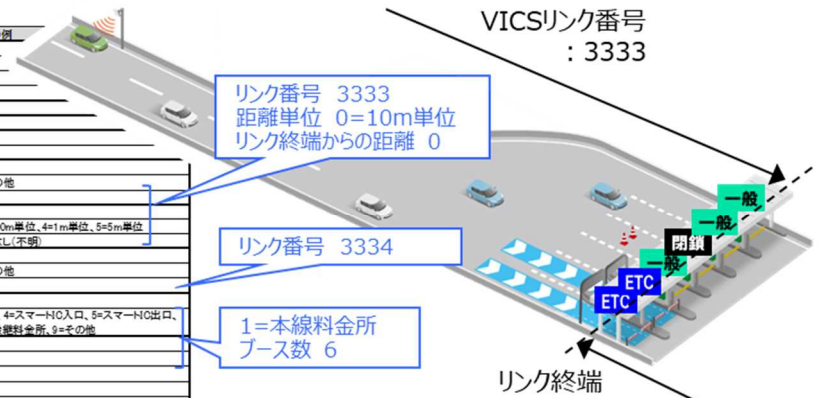 例
VICSリンク番号
：3333
リンク番号 3333
距離単位 0=10m単位
リンク終端からの距離 0
の他
0m単位、4=1m単位、5=5m単位
なし(不明)
リンク番号 3334
の他
、4=スマートIC入口、5=スマートIC出口、
料金所、9=その他
1=本線料金所
ブース数 6
一般
一般
閉鎖
一般
ETC
ETC
リンク終端